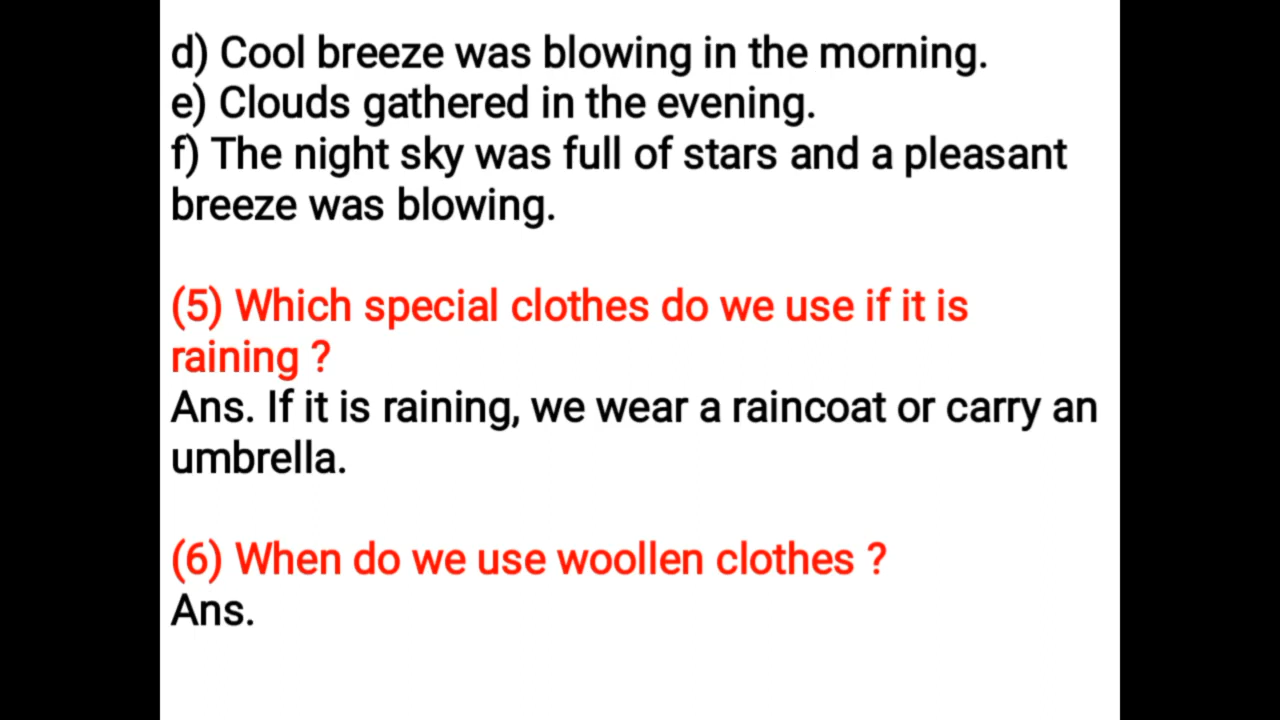 d) Cool breeze was blowing in the morning.
e) Clouds gathered in the evening.
f) The night sky was full of stars and a pleasant
breeze was blowing.
(5) Which special clothes do we use if it is
raining ?
Ans. If it is raining, we wear a raincoat or carry an
umbrella.
(6) When do we use woollen clothes ?
Ans.